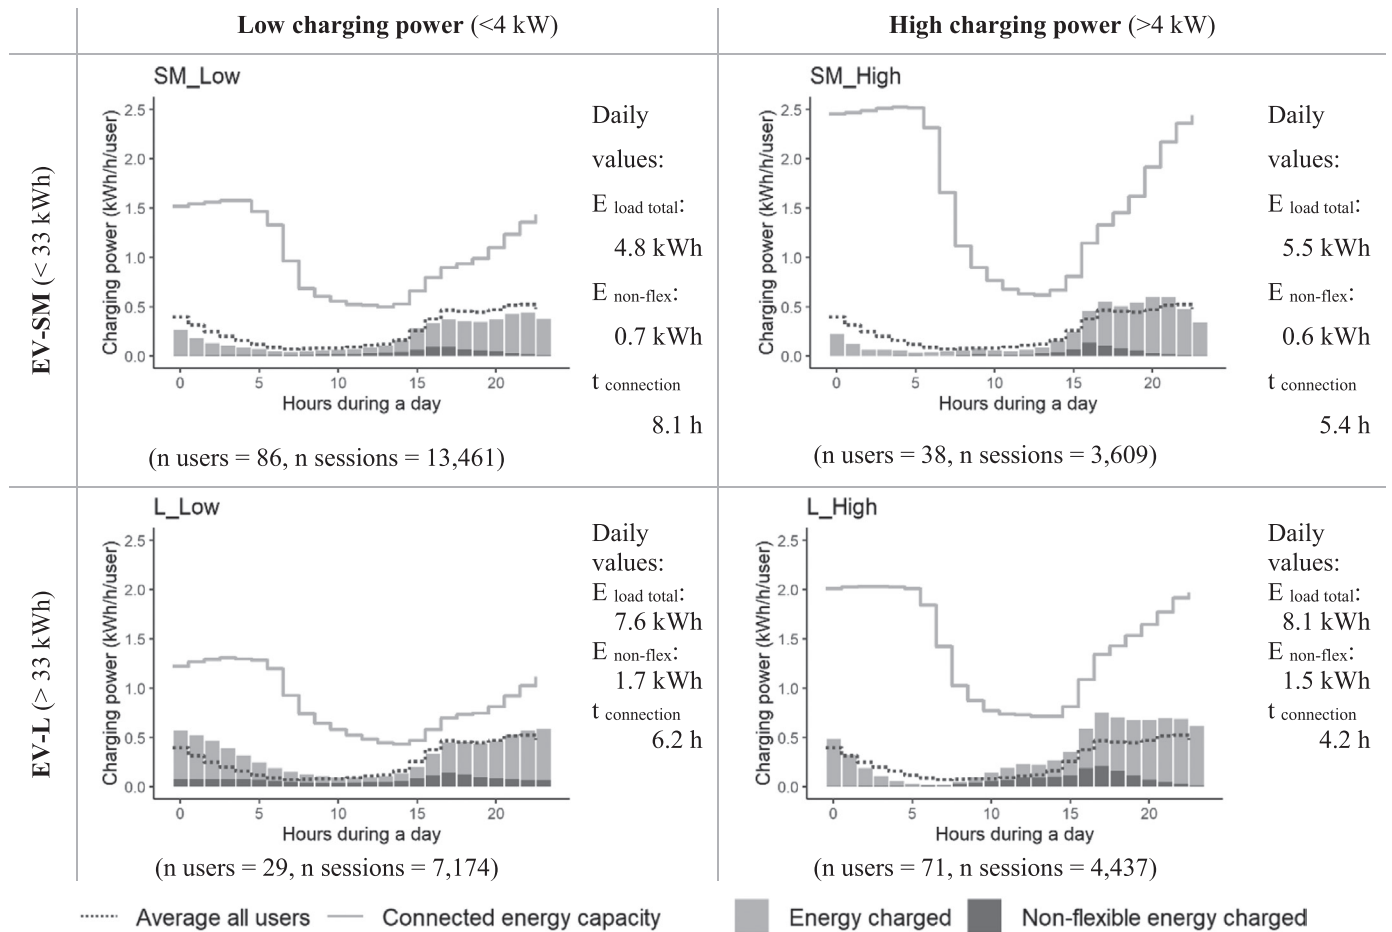 Low charging power (<4 kW)
High charging power (>4 kW)
EV-SM (< 33 kWh)
SM_Low
Charging power (kWh/h/user)
2.5
2.0
1.5
1.0
0.5
0.0
0 5 10 15 20
Hours during a day
(n users = 86, n sessions = 13,461)
Daily
values:
E load total:
4.8 kWh
E non-flex:
0.7 kWh
t connection
8.1 h
SM_High
Charging power (kWh/h/user)
2.5
2.0
1.5
1.0
0.5
0.0
0 5 10 15 20
Hours during a day
(n users = 38, n sessions = 3,609)
Daily
values:
E load total:
5.5 kWh
E non-flex:
0.6 kWh
t connection
5.4 h
EV-L (> 33 kWh)
L_Low
Charging power (kWh/h/user)
2.5
2.0
1.5
1.0
0.5
0.0
0 5 10 15 20
Hours during a day
(n users = 29, n sessions = 7,174)
Daily
values:
E load total:
7.6 kWh
E non-flex:
1.7 kWh
t connection
6.2 h
L_High
Charging power (kWh/h/user)
2.5
2.0
1.5
1.0
0.5
0.0
0 5 10 15 20
Hours during a day
(n users = 71, n sessions = 4,437)
Daily
values:
E load total:
8.1 kWh
E non-flex:
1.5 kWh
t connection
4.2 h
Average all users
Connected energy capacity
Energy charged
Non-flexible energy charged